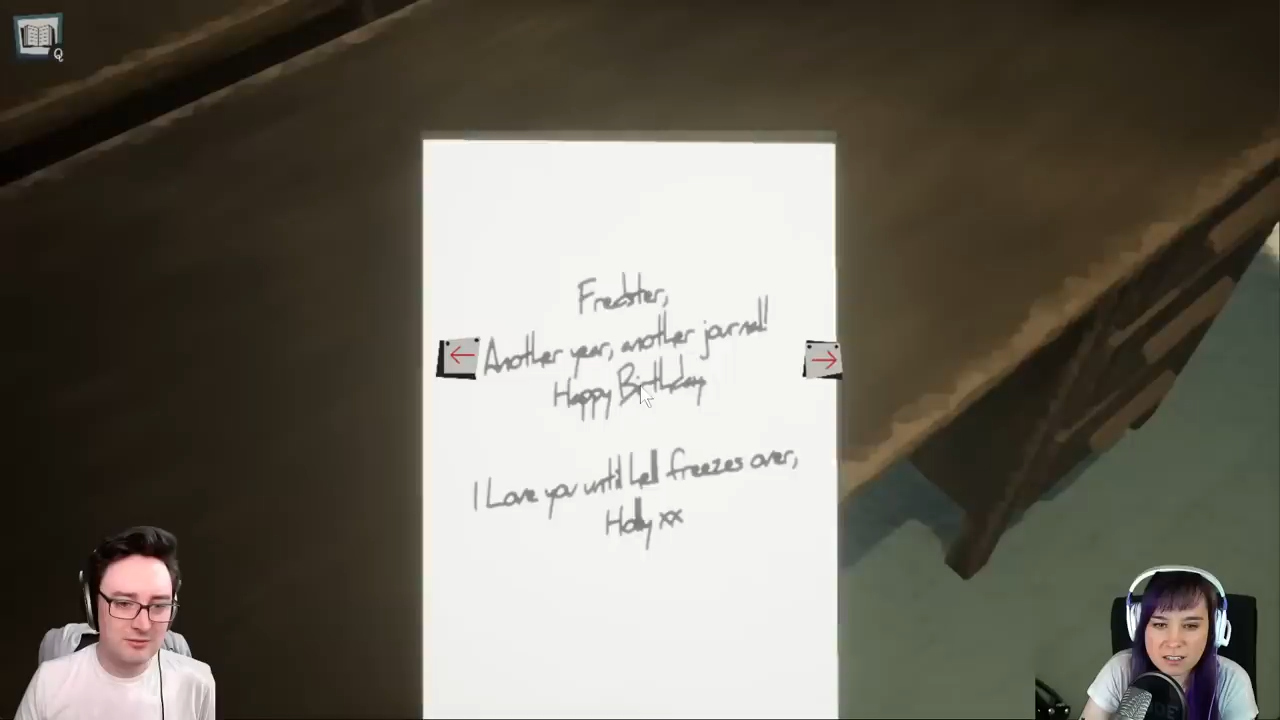 Q
Fredster,
Another year, another journal!
Happy Birthday
I Love you until hell freezes over,
Holly xx